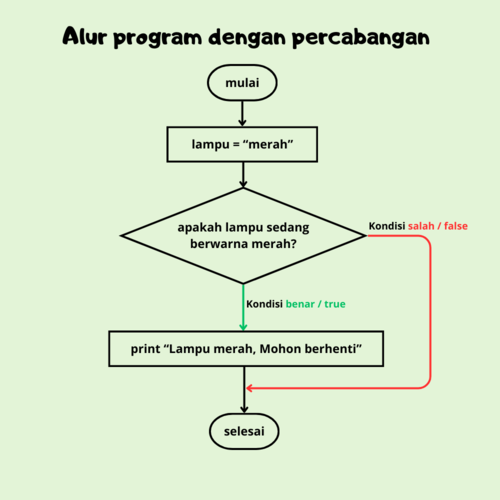 Alur program dengan percabangan
mulai
lampu = “merah”
apakah lampu sedang
berwarna merah?
Kondisi salah / false
Kondisi benar / true
print “Lampu merah, Mohon berhenti”
selesai